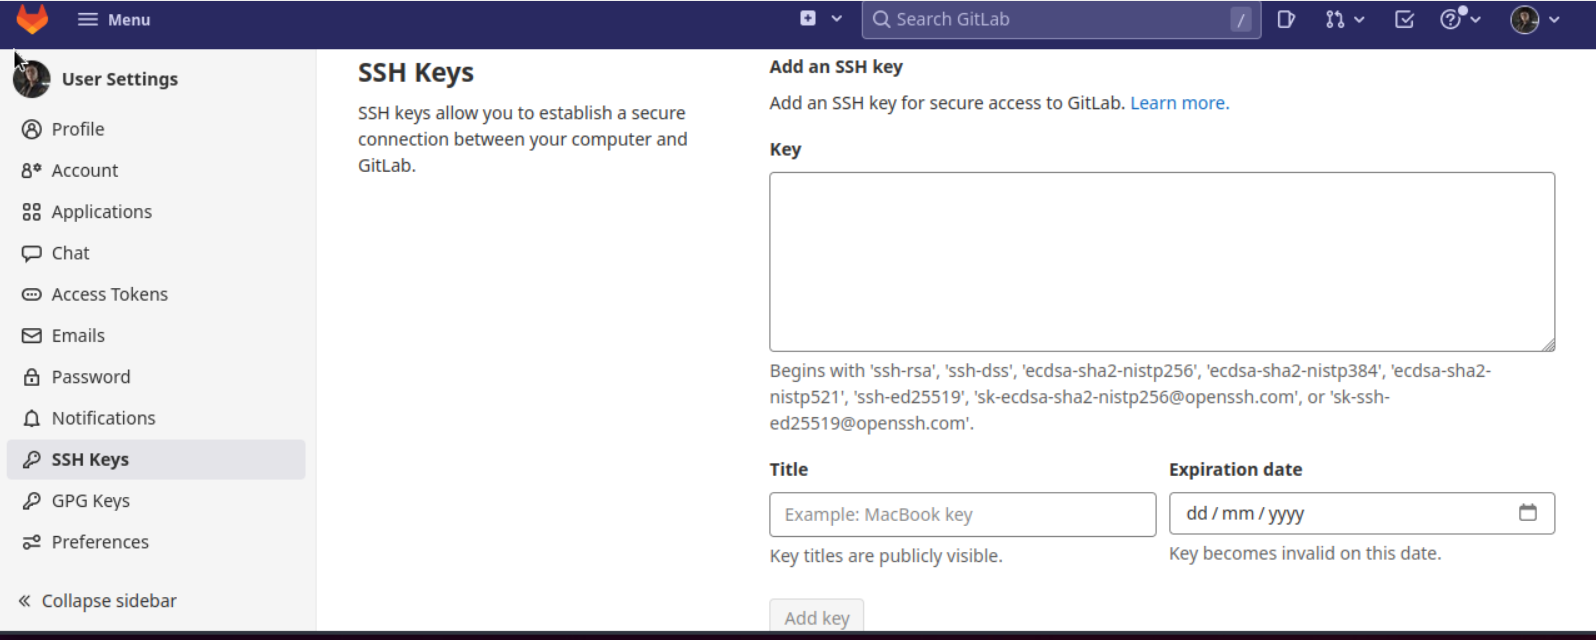 Menu
Search GitLab
/
User Settings
Profile
Account
Applications
Chat
Access Tokens
Emails
Password
Notifications
SSH Keys
GPG Keys
Preferences
Collapse sidebar
SSH Keys
SSH keys allow you to establish a secure
connection between your computer and
GitLab.
Add an SSH key
Add an SSH key for secure access to GitLab. Learn more.
Key
Begins with 'ssh-rsa', 'ssh-dss', 'ecdsa-sha2-nistp256', 'ecdsa-sha2-nistp384', 'ecdsa-sha2-
nistp521', 'ssh-ed25519', 'sk-ecdsa-sha2-nistp256@openssh.com', or 'sk-ssh-
ed25519@openssh.com'.
Title
Example: MacBook key
Key titles are publicly visible.
Expiration date
dd / mm / yyyy
Key becomes invalid on this date.
Add key